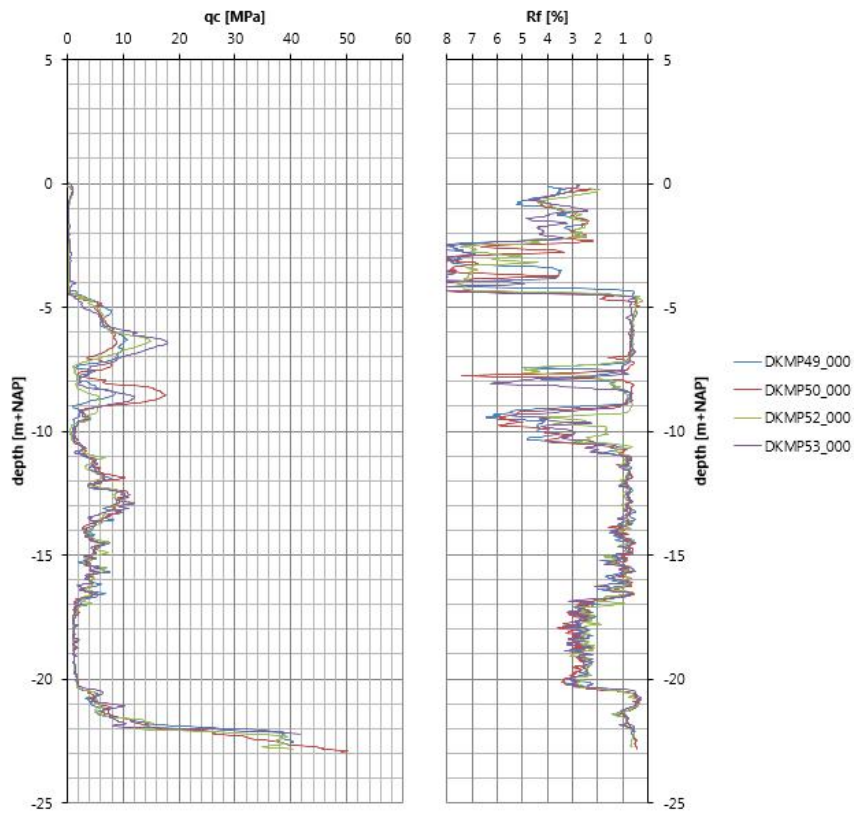 qc [MPa]
0 10 20 30 40 50 60
5
0
-5
-10
-15
-20
-25
depth [m+NAP]
Rf [%]
8 7 6 5 4 3 2 1 0
5
0
-5
-10
-15
-20
-25
depth [m+NAP]
DKMP49_000
DKMP50_000
DKMP52_000
DKMP53_000